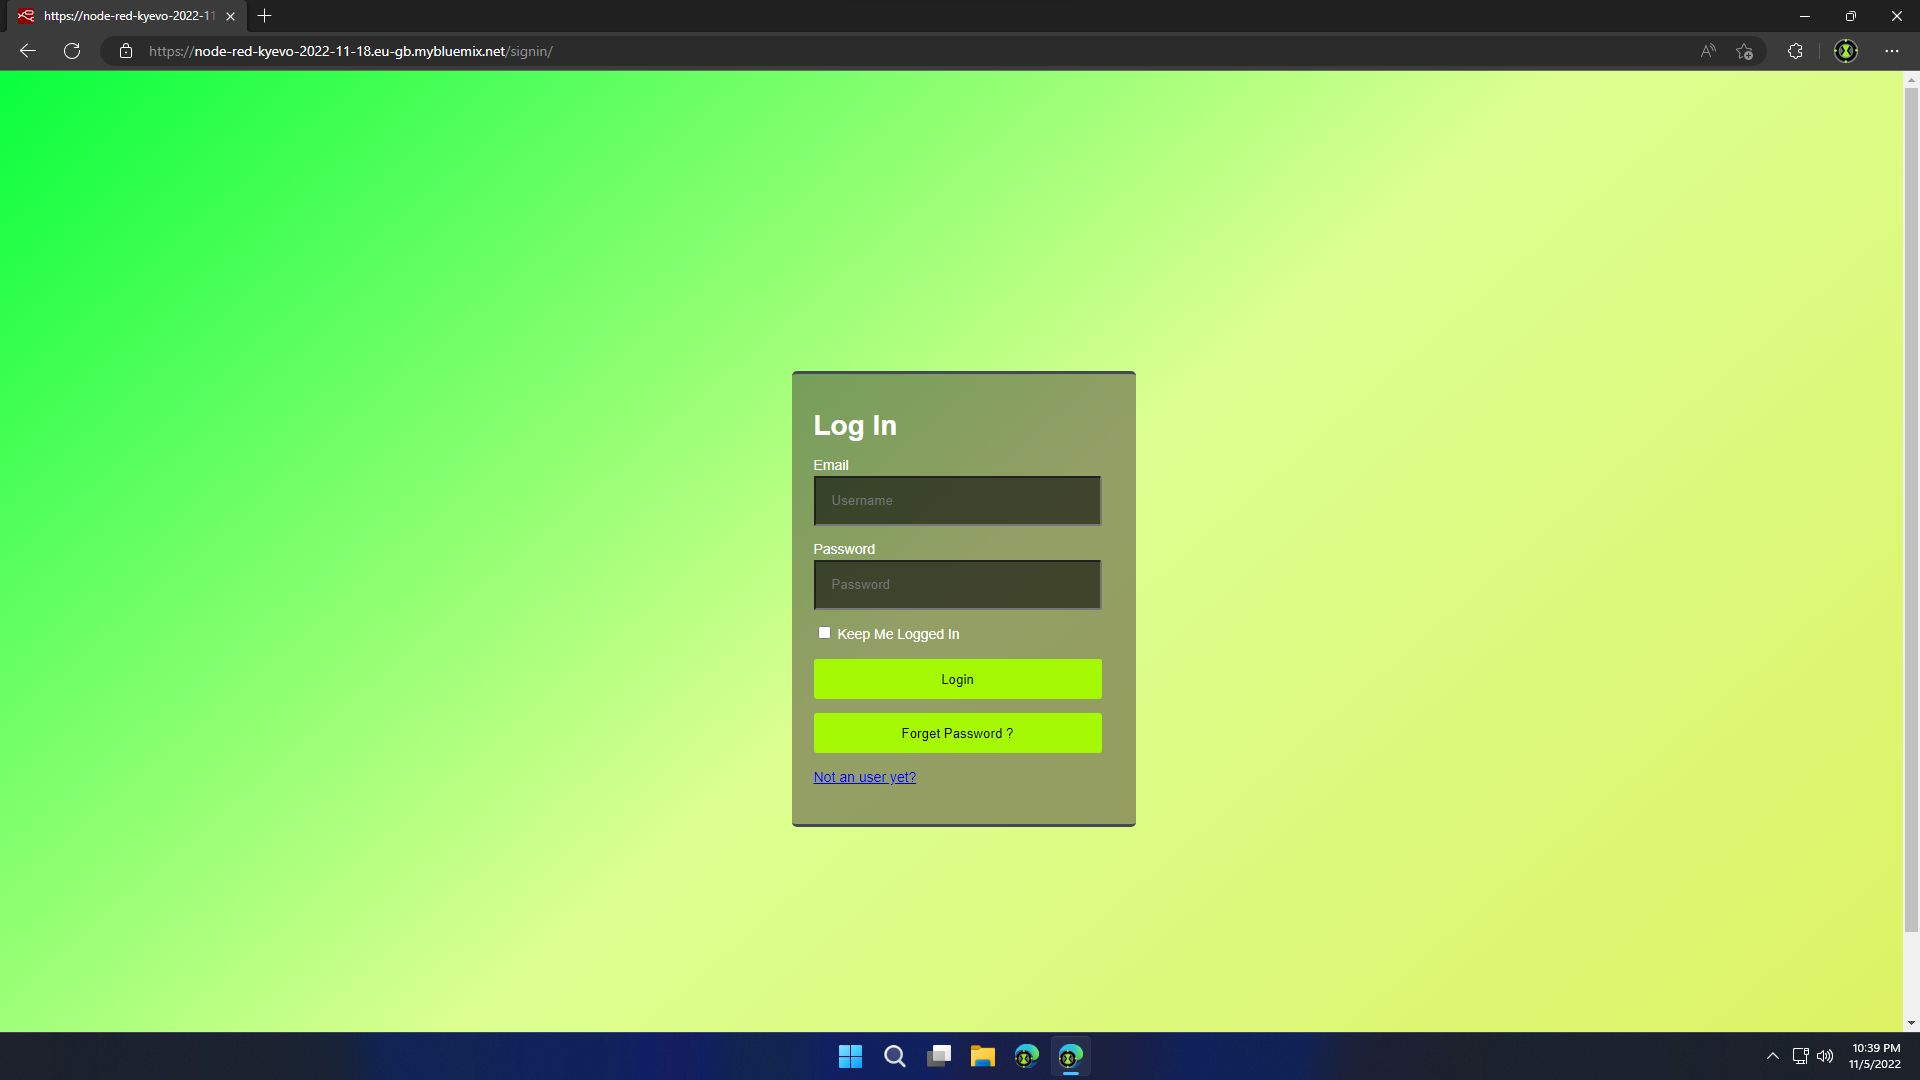 https://node-red-kyevo-2022-11
https://node-red-kyevo-2022-11-18.eu-gb.mybluemix.net/signin/
Log In
Email
Username
Password
Password
Keep Me Logged In
Login
Forget Password ?
Not an user yet?
10:39 PM
11/5/2022